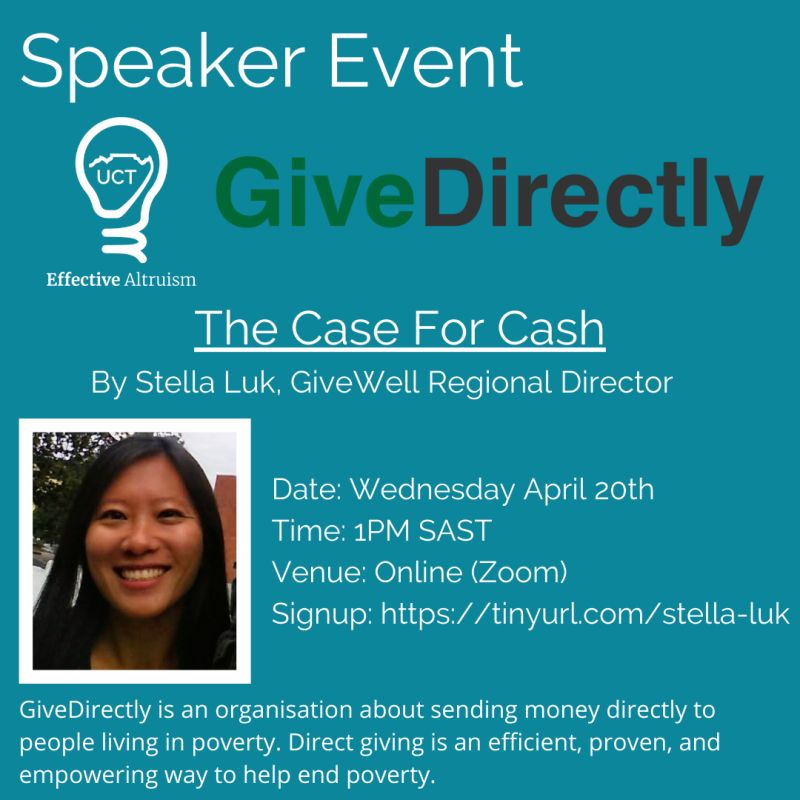 Speaker Event
UCT
Effective Altruism
GiveDirectly
The Case For Cash
By Stella Luk, GiveWell Regional Director
Date: Wednesday April 20th
Time: 1PM SAST
Venue: Online (Zoom)
Signup: https://tinyurl.com/stella-luk
GiveDirectly is an organisation about sending money directly to
people living in poverty. Direct giving is an efficient, proven, and
empowering way to help end poverty.